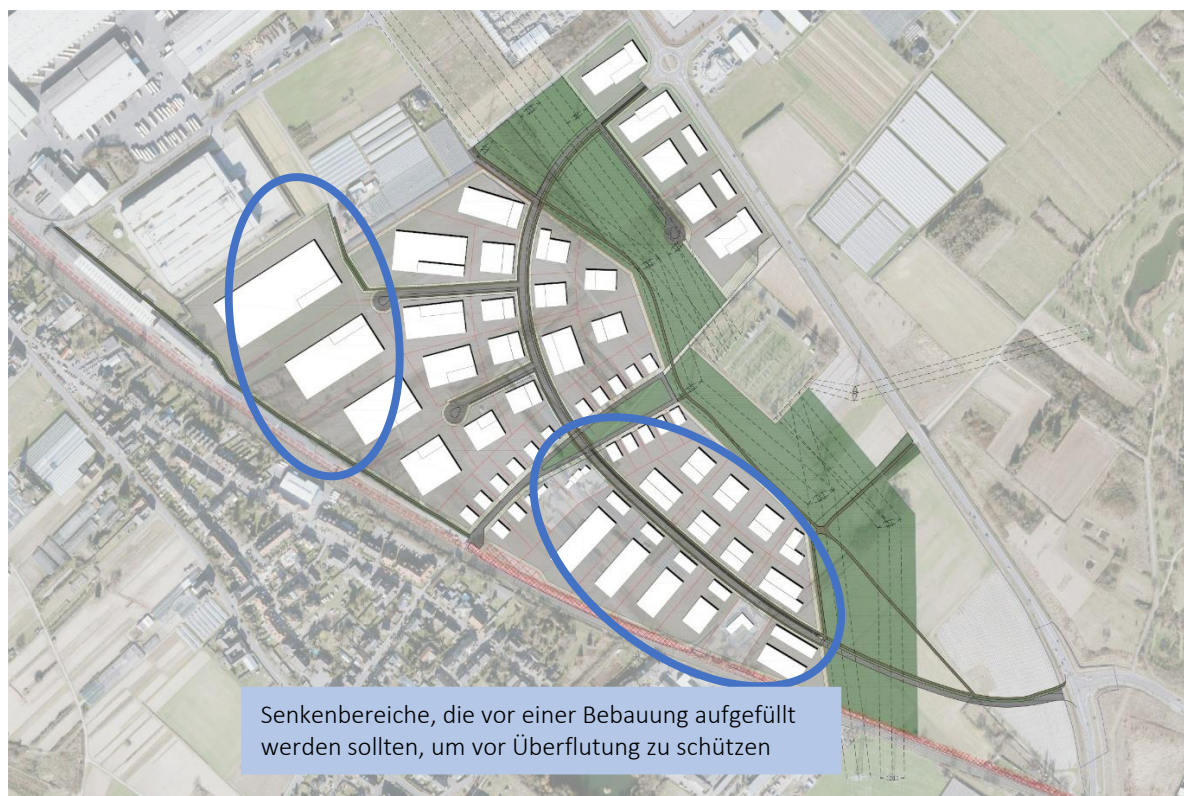 Senkenbereiche, die vor einer Bebauung aufgefüllt
werden sollten, um vor Überflutung zu schützen